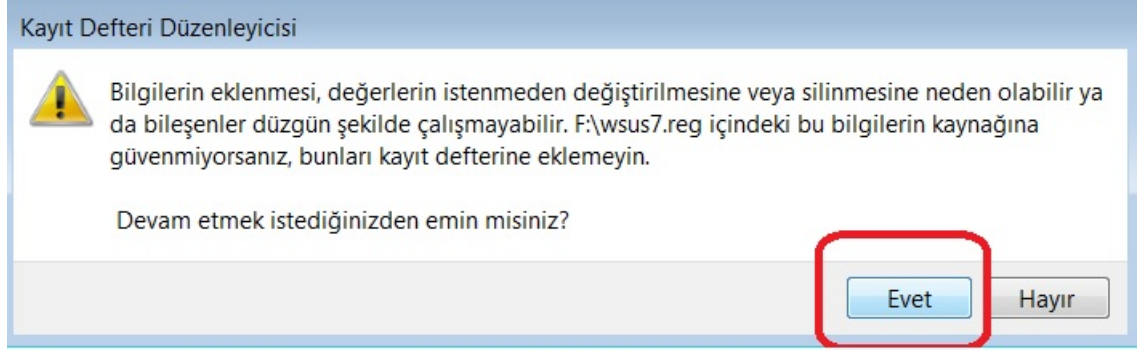 Kayıt Defteri Düzenleyicisi
Bilgilerin eklenmesi, değerlerin istenmeden değiştirilmesine veya silinmesine neden olabilir ya
da bileşenler düzgün şekilde çalışmayabilir. F:\wsus7.reg içindeki bu bilgilerin kaynağına
güvenmiyorsanız, bunları kayıt defterine eklemeyin.
Devam etmek istediğinizden emin misiniz?
Evet Hayır